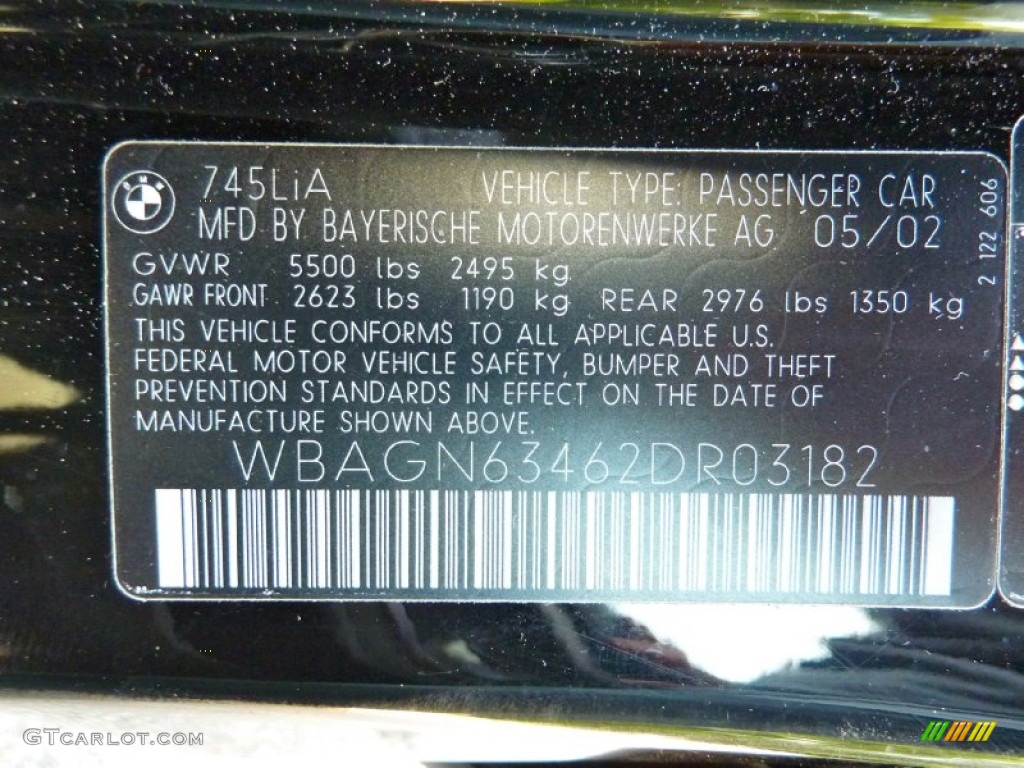 745LiA VEHICLE TYPE: PASSENGER CAR
MFD BY BAYERISCHE MOTORENWERKE AG 05/02
2 122 606
GVWR 5500 lbs 2495 kg
GAWR FRONT 2623 lbs 1190 kg REAR 2976 lbs 1350 kg
THIS VEHICLE CONFORMS TO ALL APPLICABLE U.S.
FEDERAL MOTOR VEHICLE SAFETY, BUMPER AND THEFT
PREVENTION STANDARDS IN EFFECT ON THE DATE OF
MANUFACTURE SHOWN ABOVE.
WBAGN63462DR03182
GTCarlot.com